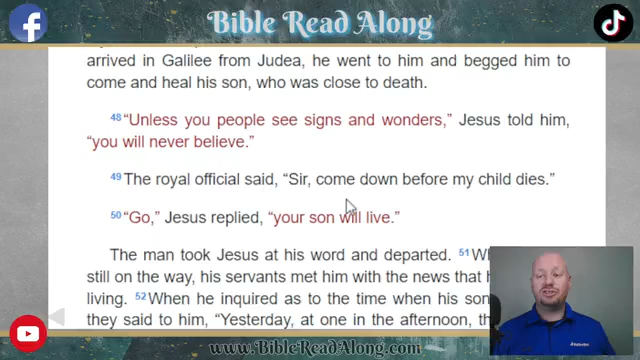 Bible Read Along
arrived in Galilee from Judea, he went to him and begged him to
come and heal his son, who was close to death.
48 “Unless you people see signs and wonders,” Jesus told him,
“you will never believe.”
49 The royal official said, “Sir, come down before my child dies.”
50 “Go,” Jesus replied, “your son will live.”
The man took Jesus at his word and departed. 51
still on the way, his servants met him with the news that
living. 52 When he inquired as to the time when his son
they said to him, “Yesterday, at one in the afternoon,
www.BibleReadAlong.com